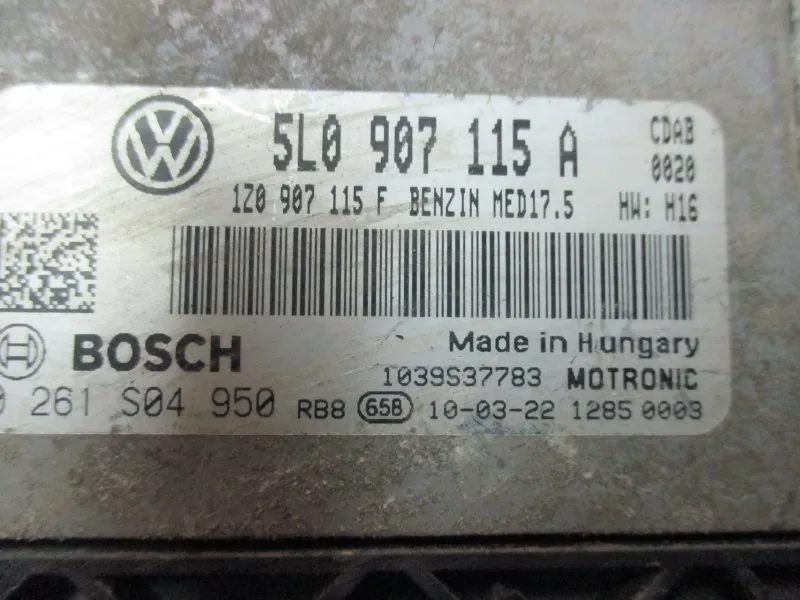 5L0 907 115 A CDAB
1Z0 907 115 F BENZIN MED17.5 0020
HW: H16
BOSCH Made in Hungary
1039S37783 MOTRONIC
0 261 S04 950 RB8 658 10-03-22 1285 0003